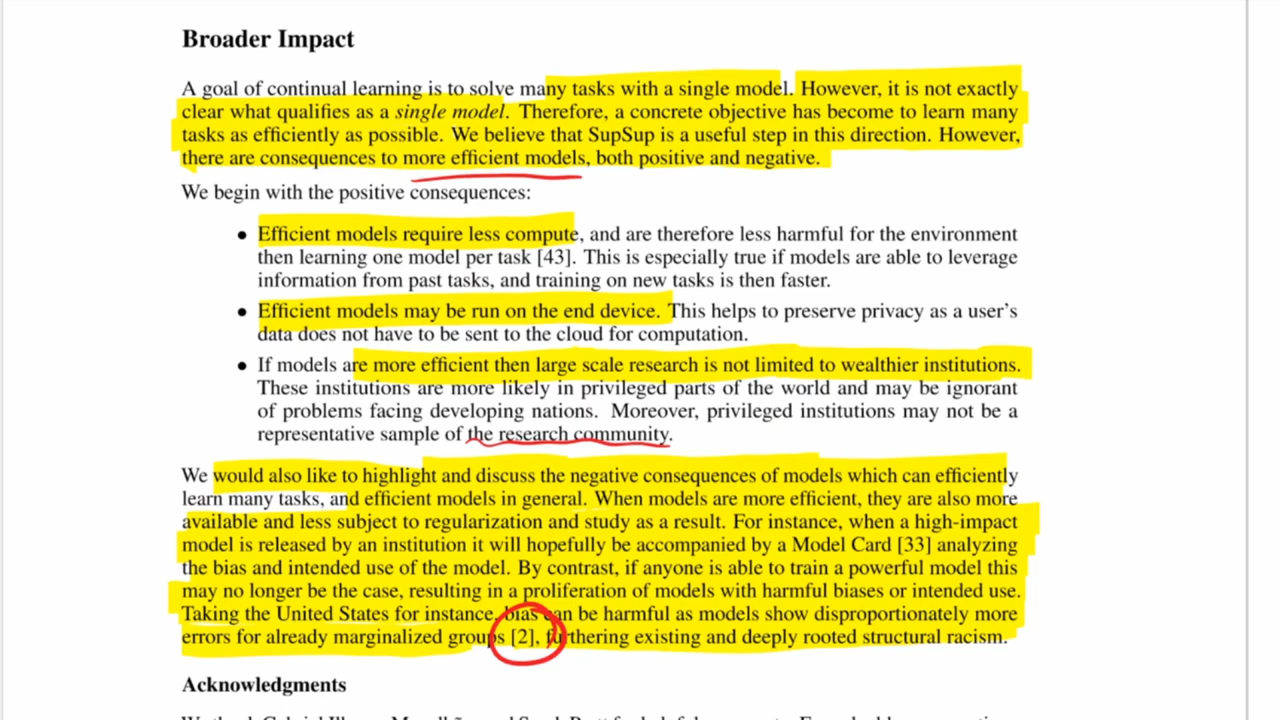 Broader Impact
A goal of continual learning is to solve many tasks with a single model. However, it is not exactly
clear what qualifies as a single model. Therefore, a concrete objective has become to learn many
tasks as efficiently as possible. We believe that SupSup is a useful step in this direction. However,
there are consequences to more efficient models, both positive and negative.
We begin with the positive consequences:
• Efficient models require less compute, and are therefore less harmful for the environment
then learning one model per task [43]. This is especially true if models are able to leverage
information from past tasks, and training on new tasks is then faster.
• Efficient models may be run on the end device. This helps to preserve privacy as a user's
data does not have to be sent to the cloud for computation.
• If models are more efficient then large scale research is not limited to wealthier institutions.
These institutions are more likely in privileged parts of the world and may be ignorant
of problems facing developing nations. Moreover, privileged institutions may not be a
representative sample of the research community.
We would also like to highlight and discuss the negative consequences of models which can efficiently
learn many tasks, and efficient models in general. When models are more efficient, they are also more
available and less subject to regularization and study as a result. For instance, when a high-impact
model is released by an institution it will hopefully be accompanied by a Model Card [33] analyzing
the bias and intended use of the model. By contrast, if anyone is able to train a powerful model this
may no longer be the case, resulting in a proliferation of models with harmful biases or intended use.
Taking the United States for instance, bias can be harmful as models show disproportionately more
errors for already marginalized groups [2], furthering existing and deeply rooted structural racism.
Acknowledgments